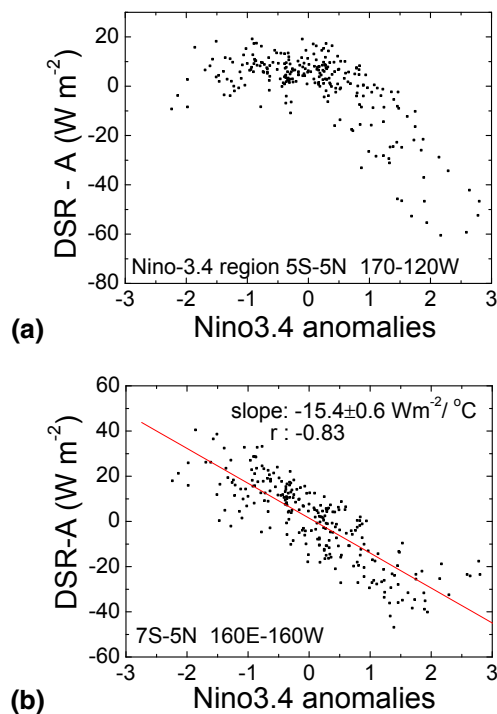 20
0
-20
-40
-60
-80
DSR - A (W m-2)
Nino-3.4 region 5S-5N 170-120W
-3 -2 -1 0 1 2 3
(a) Nino3.4 anomalies
60
40
20
0
-20
-40
-60
DSR-A (W m-2)
slope: -15.4±0.6 Wm-2/ oC
r : -0.83
7S-5N 160E-160W
-3 -2 -1 0 1 2 3
(b) Nino3.4 anomalies